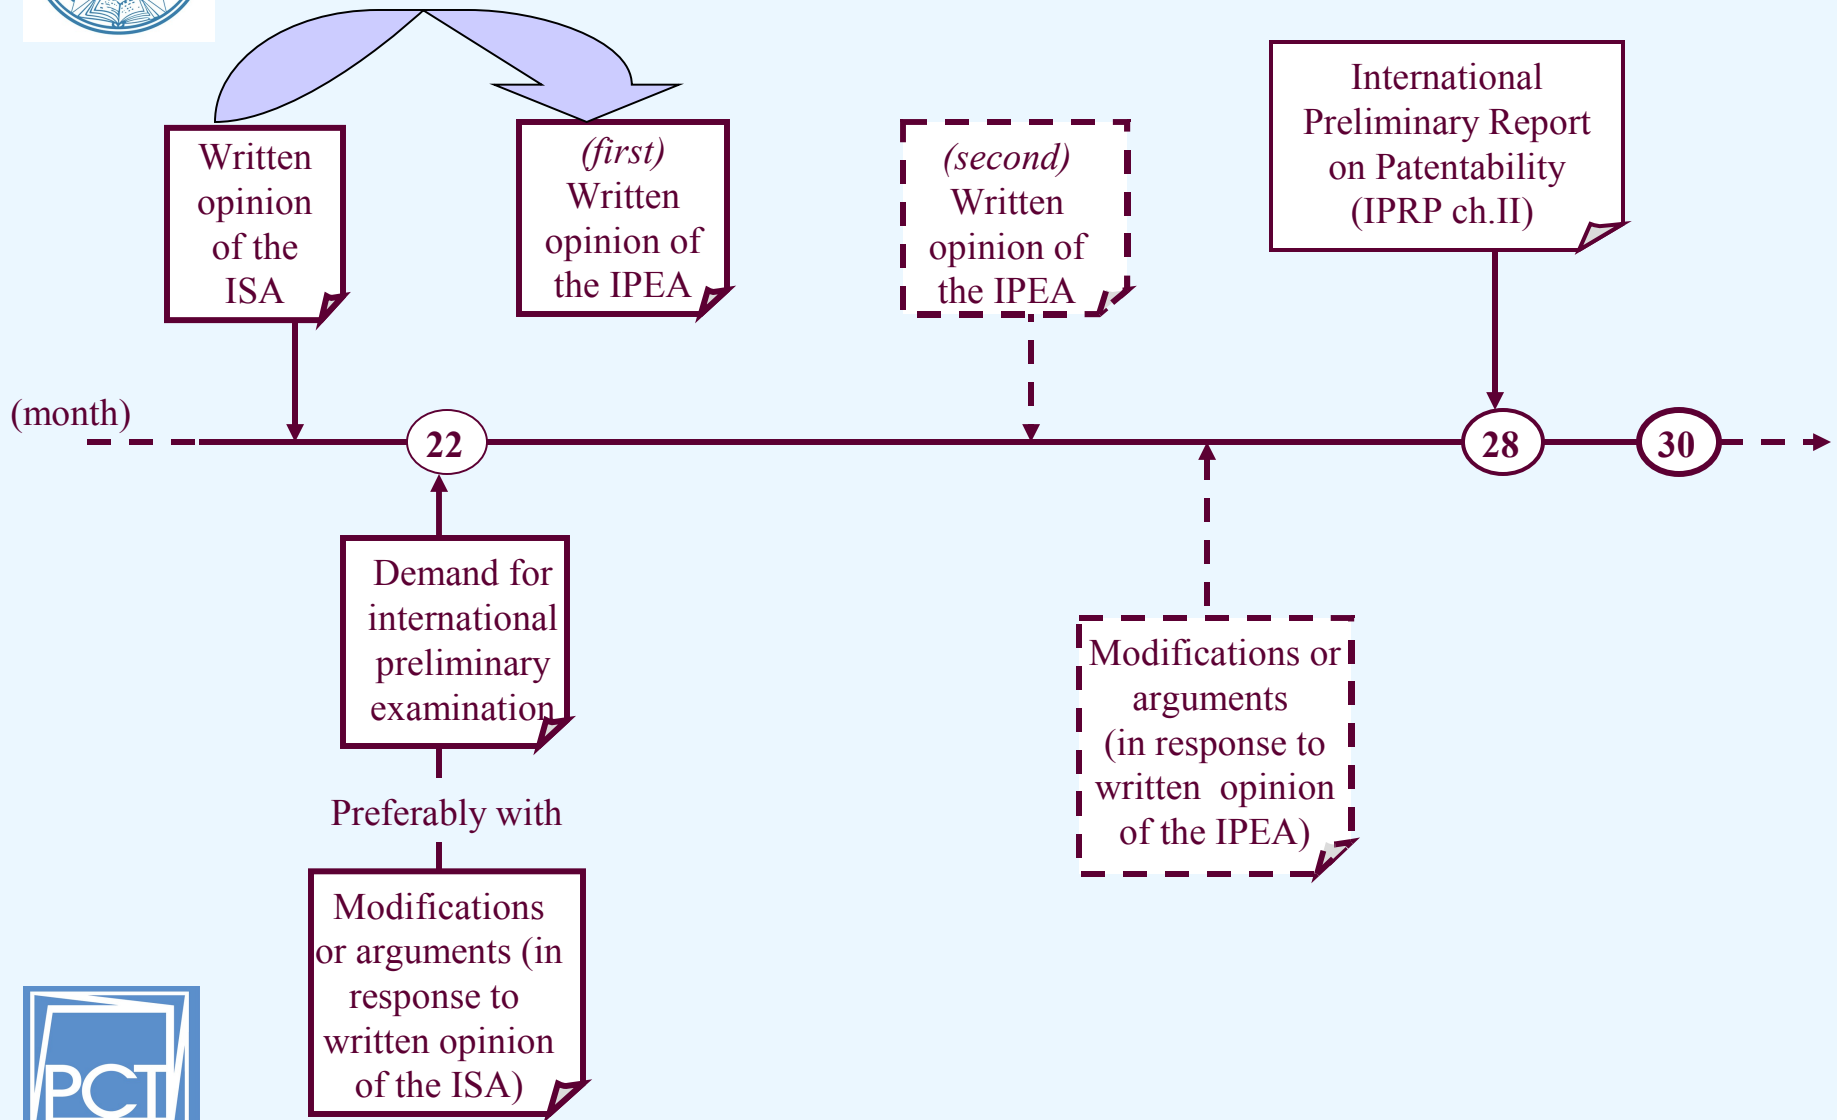 Written
opinion
of the
ISA
(first)
Written
opinion of
the IPEA
(second)
Written
opinion of
the IPEA
International
Preliminary Report
on Patentability
(IPRP ch.II)
(month)
22
28
30
Demand for
international
preliminary
examination
Preferably with
Modifications
or arguments (in
response to
written opinion
of the ISA)
Modifications or
arguments
(in response to
written opinion
of the IPEA)
PCT